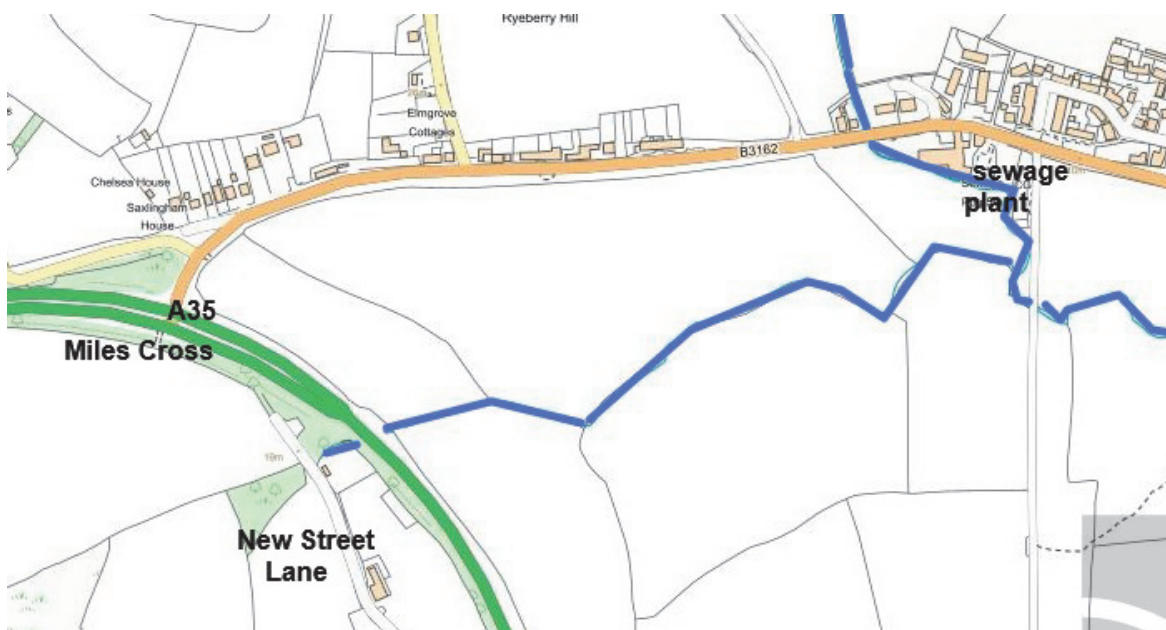 Ryeberry Hill
Elmgrove
Cottages
B3162
Chelsea House
Saxlingham
House
sewage
plant
A35
Miles Cross
19m
New Street
Lane